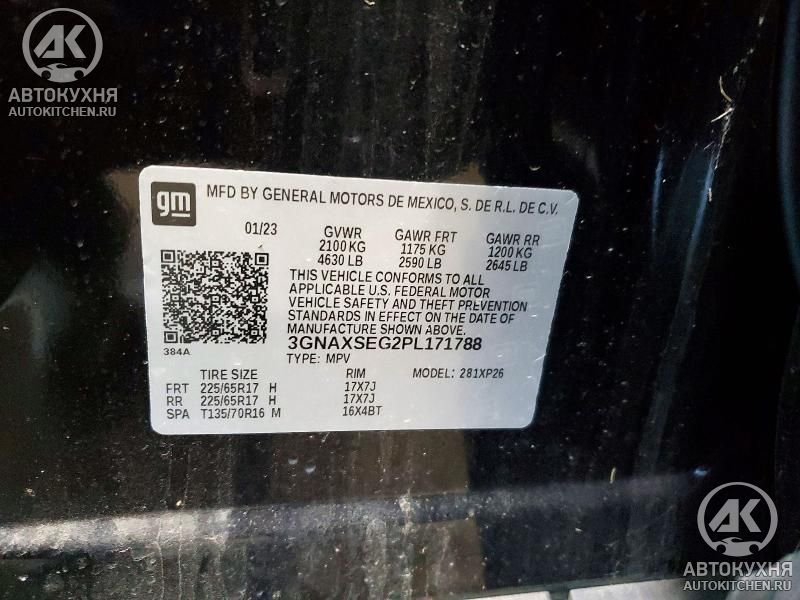 AK
АВТОКУХНЯ
AUTOKITCHEN.RU
gm
MFD BY GENERAL MOTORS DE MEXICO, S. DE R.L. DE C.V.
01/23 GVWR GAWR FRT GAWR RR
2100 KG 1175 KG 1200 KG
4630 LB 2590 LB 2645 LB
THIS VEHICLE CONFORMS TO ALL
APPLICABLE U.S. FEDERAL MOTOR
VEHICLE SAFETY AND THEFT PREVENTION
STANDARDS IN EFFECT ON THE DATE OF
MANUFACTURE SHOWN ABOVE.
384A
3GNAXSEG2PL171788
TYPE: MPV MODEL: 281XP26
TIRE SIZE RIM
FRT 225/65R17 H 17X7J
RR 225/65R17 H 17X7J
SPA T135/70R16 M 16X4BT
AK
АВТОКУХНЯ
AUTOKITCHEN.RU